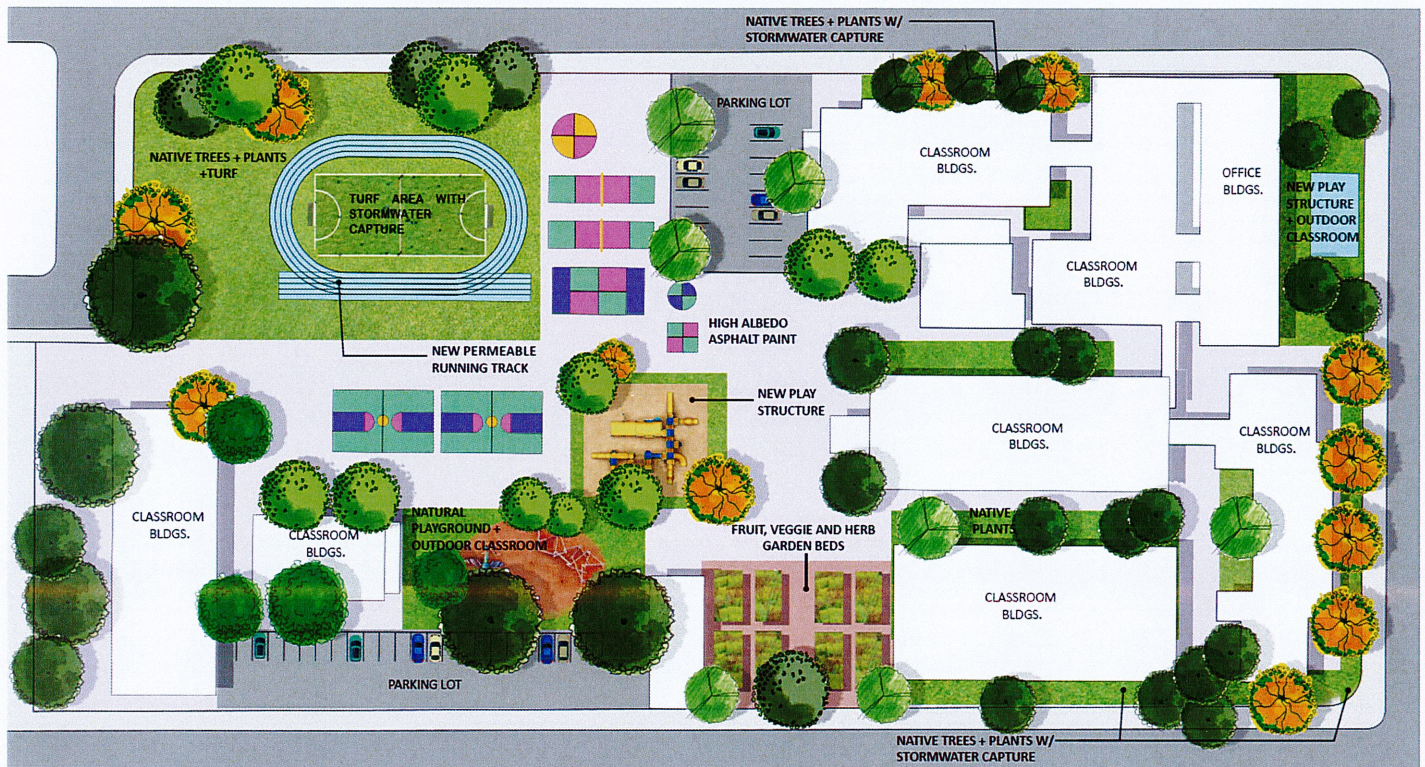 NATIVE TREES + PLANTS W/
STORMWATER CAPTURE
PARKING LOT
NATIVE TREES + PLANTS
+TURF
CLASSROOM
BLDGS.
OFFICE
BLDGS.
TURF AREA WITH
STORMWATER
CAPTURE
NEW PLAY
STRUCTURE
+ OUTDOOR
CLASSROOM
CLASSROOM
BLDGS.
HIGH ALBEDO
ASPHALT PAINT
NEW PERMEABLE
RUNNING TRACK
NEW PLAY
STRUCTURE
CLASSROOM
BLDGS.
CLASSROOM
BLDGS.
CLASSROOM
BLDGS.
NATURAL
PLAYGROUND +
OUTDOOR CLASSROOM
CLASSROOM
BLDGS.
FRUIT, VEGGIE AND HERB
GARDEN BEDS
NATIVE
PLANTS
CLASSROOM
BLDGS.
PARKING LOT
NATIVE TREES + PLANTS W/
STORMWATER CAPTURE